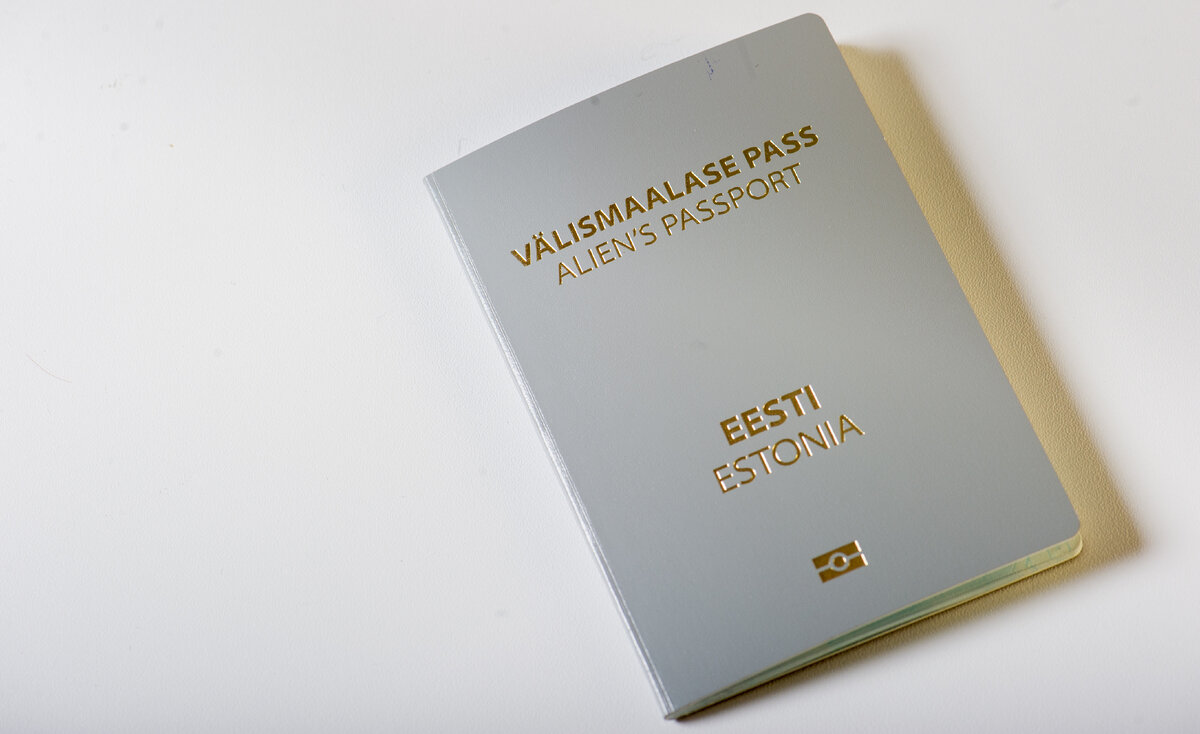 VÄLISMAALASE PASS
ALIEN'S PASSPORT
EESTI
ESTONIA